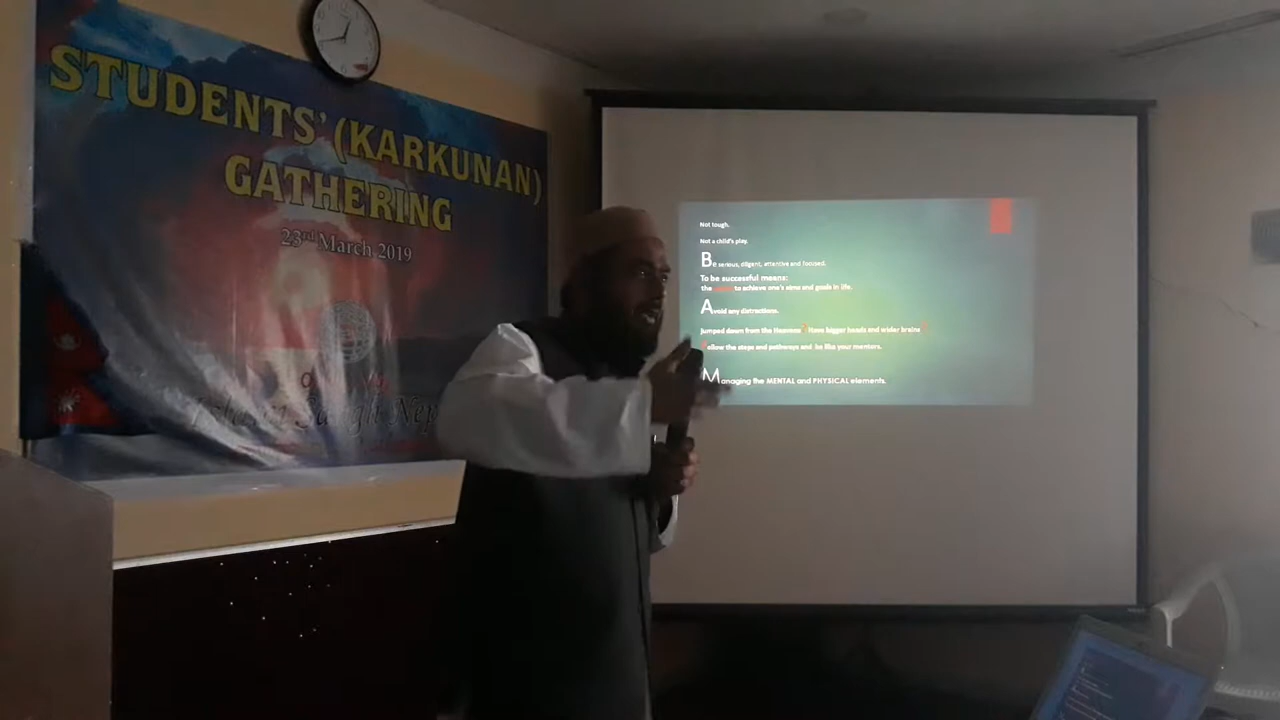 STUDENTS' (KARKUNAN)
GATHERING
23rd March 2019
Not tough.
Not a child's play.
Be serious, diligent, attentive and focused.
To be successful means:
the to achieve one's aims and goals in life.
Avoid any distractions.
Jumped down from the Heavens? Have bigger heads and wider brains?
Follow the steps and pathways and be like your mentors.
Managing the MENTAL and PHYSICAL elements.